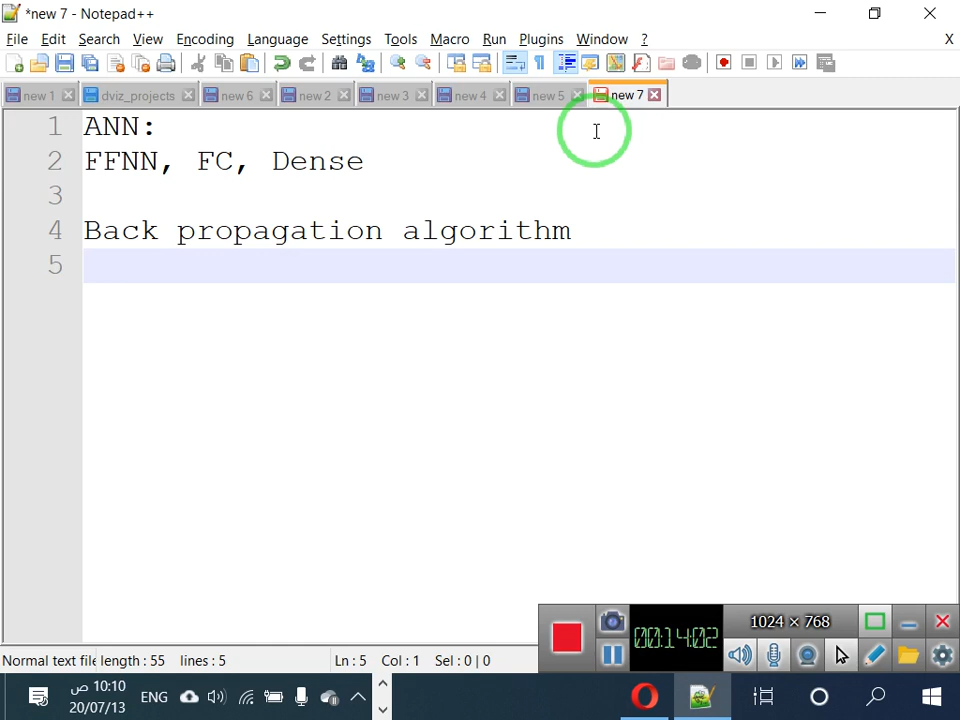 *new 7 - Notepad++
File Edit Search View Encoding Language Settings Tools Macro Run Plugins Window ? X
new 1 dviz_projects new 6 new 2 new 3 new 4 new 5 new 7
1 ANN:
2 FFNN, FC, Dense
3
4 Back propagation algorithm
5
1024 × 768
00:14:02
Normal text file length : 55 lines : 5 Ln : 5 Col : 1 Sel : 0 | 0
10:10 ص
ENG
20/07/13